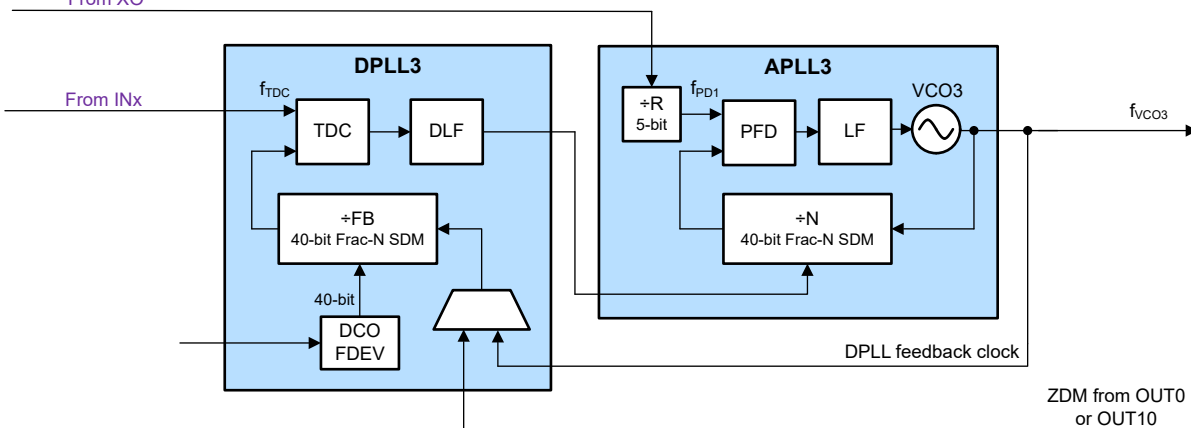 From XO
DPLL3
APLL3
From INx
fTDC
TDC
DLF
÷R
5-bit
fPD1
PFD
LF
VCO3
fVCO3
÷FB
40-bit Frac-N SDM
÷N
40-bit Frac-N SDM
40-bit
DCO
FDEV
DPLL feedback clock
ZDM from OUT0
or OUT10